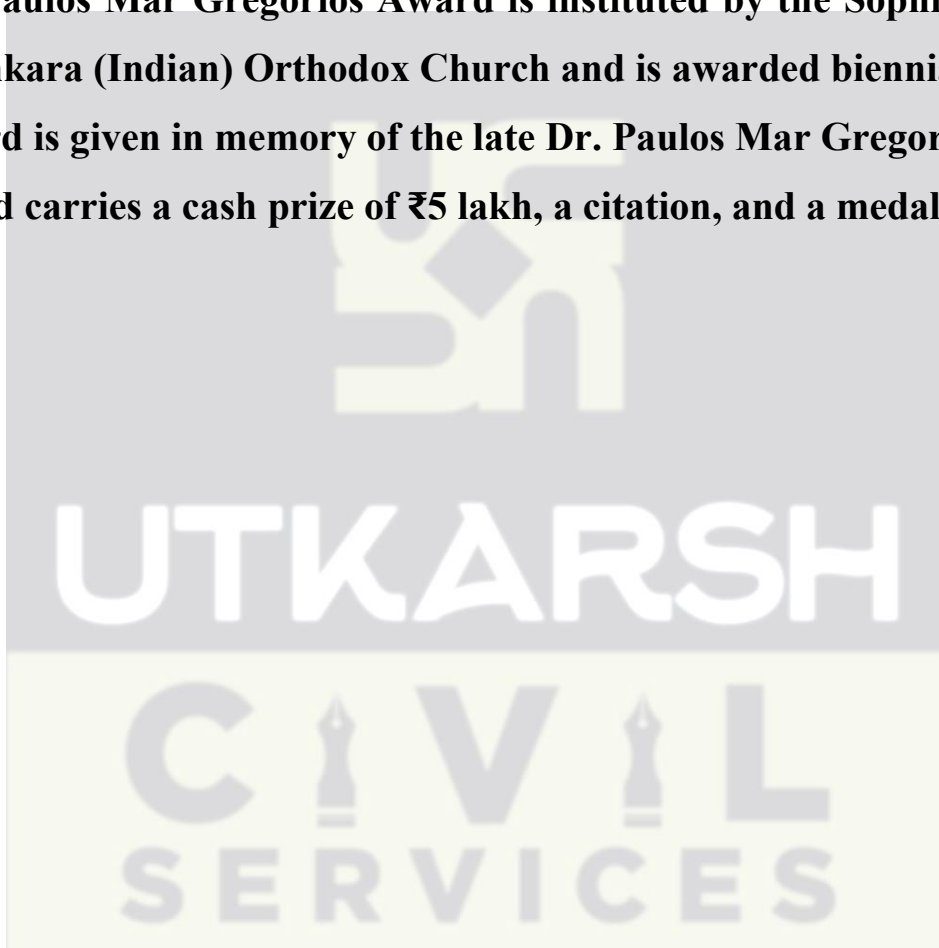 aulos Mar Gregorios Award is instituted by the Sophi
kara (Indian) Orthodox Church and is awarded bienni
d is given in memory of the late Dr. Paulos Mar Gregor
d carries a cash prize of ₹5 lakh, a citation, and a medal
UTKARSH
CIVIL
SERVICES